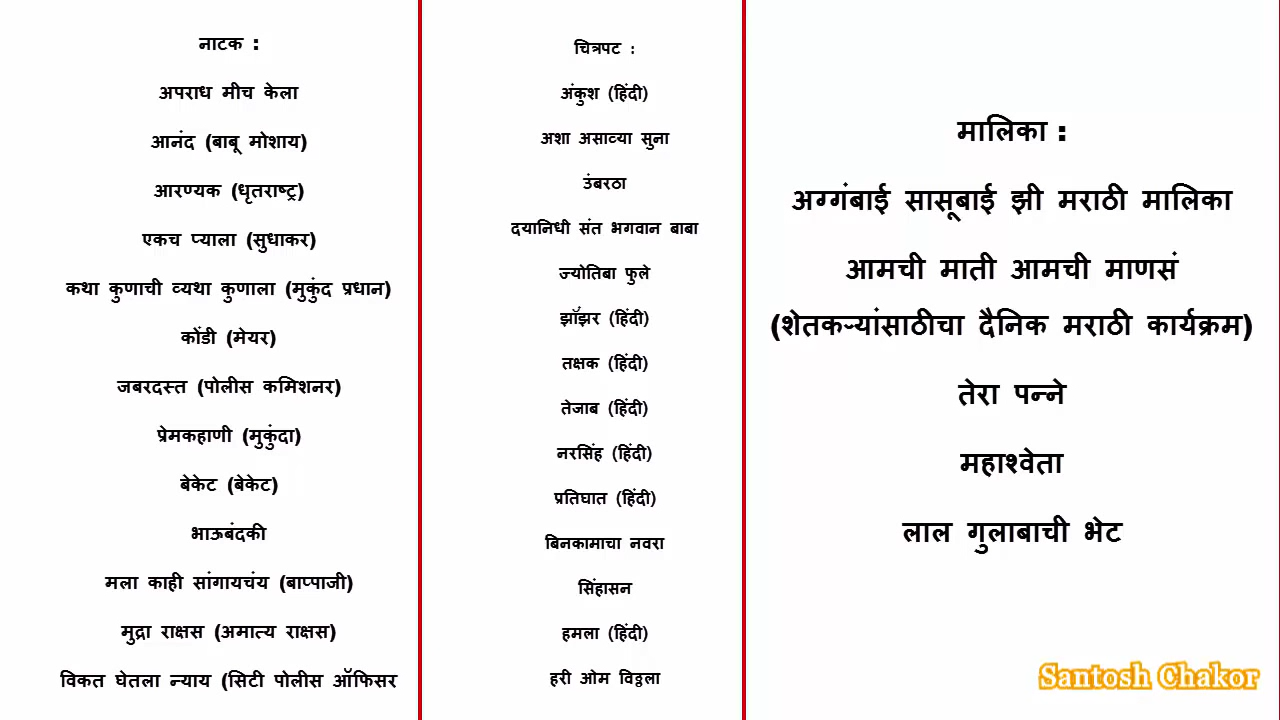 नाटक :
अपराध मीच केला
आनंद (बाबू मोशाय)
आरण्यक (धृतराष्ट्र)
एकच प्याला (सुधाकर)
कथा कुणाची व्यथा कुणाला (मुकुंद प्रधान)
कोंडी (मेयर)
जबरदस्त (पोलीस कमिशनर)
प्रेमकहाणी (मुकुंदा)
बेकेट (बेकेट)
भाऊबंदकी
मला काही सांगायचंय (बाप्पाजी)
मुद्रा राक्षस (अमात्य राक्षस)
विकत घेतला न्याय (सिटी पोलीस ऑफिसर
चित्रपट :
अंकुश (हिंदी)
अशा असाव्या सुना
उंबरठा
दयानिधी संत भगवान बाबा
ज्योतिबा फुले
झॉंझर (हिंदी)
तक्षक (हिंदी)
तेजाब (हिंदी)
नरसिंह (हिंदी)
प्रतिघात (हिंदी)
बिनकामाचा नवरा
सिंहासन
हमला (हिंदी)
हरी ओम विठ्ठला
मालिका :
अग्गंबाई सासूबाई झी मराठी मालिका
आमची माती आमची माणसं
(शेतकऱ्यांसाठीचा दैनिक मराठी कार्यक्रम)
तेरा पन्ने
महाश्वेता
लाल गुलाबाची भेट
Santosh Chakor